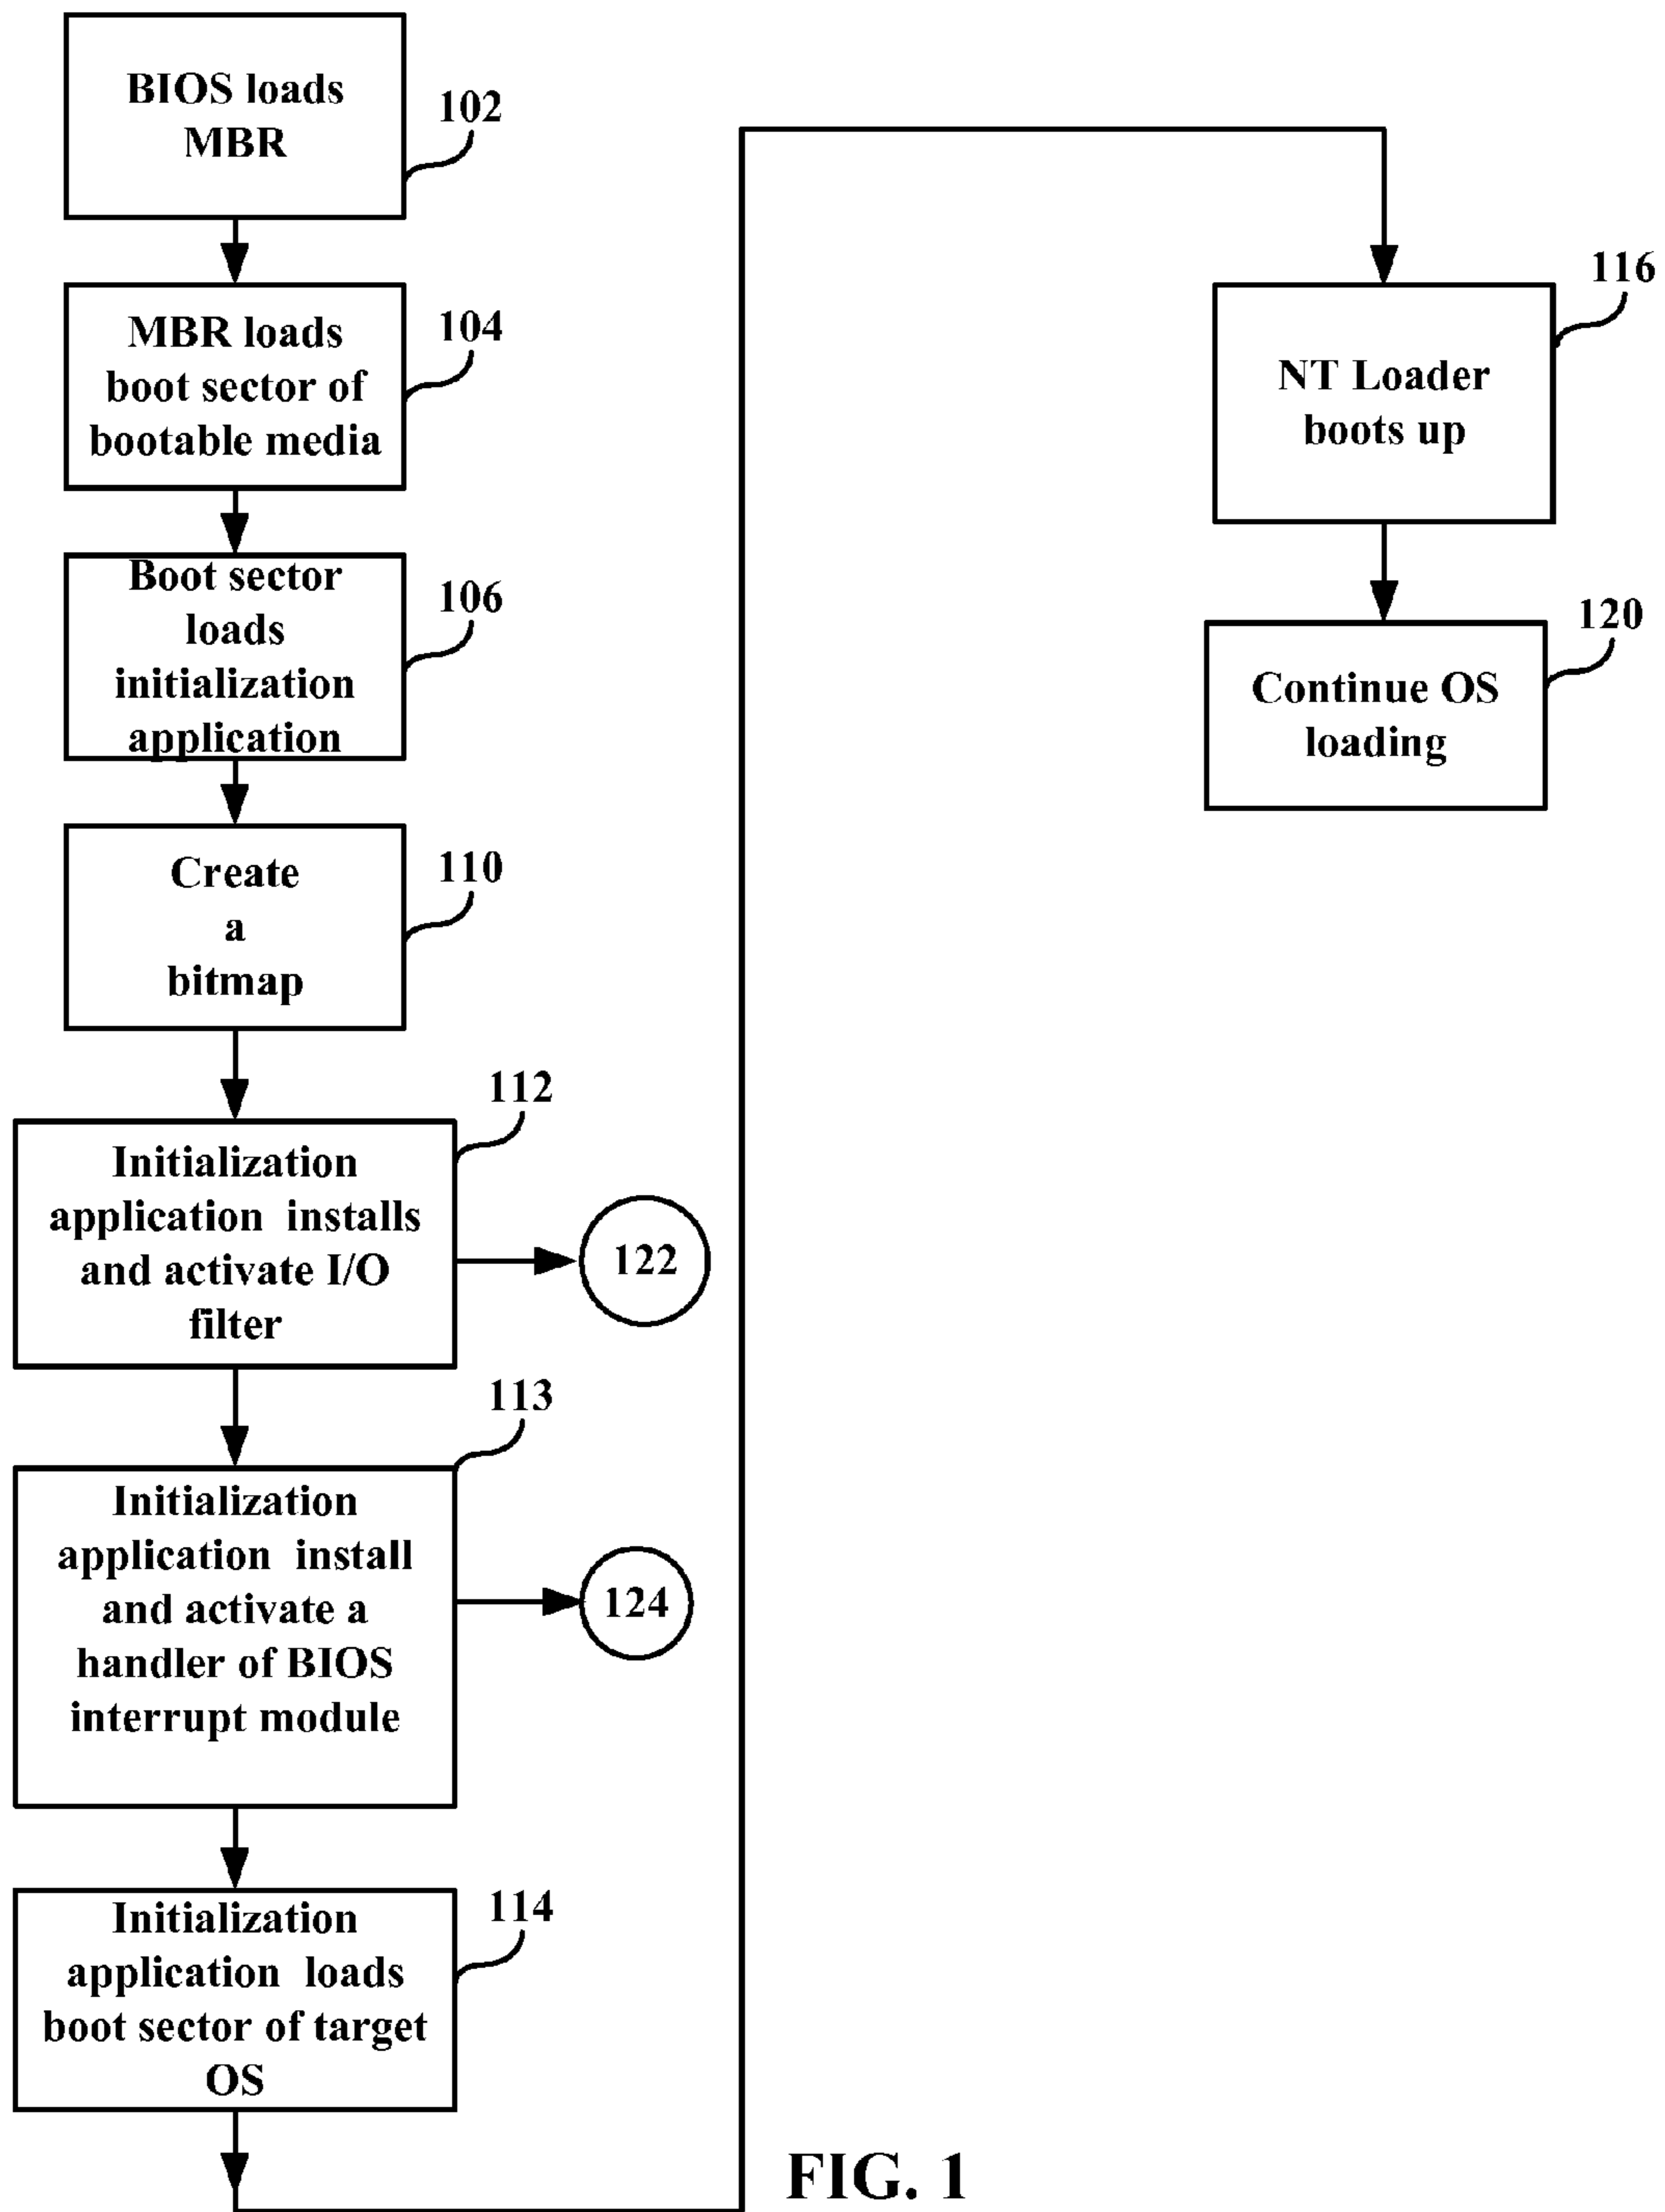 BIOS loads
MBR
102
MBR loads
boot sector of
bootable media
104
Boot sector
loads
initialization
application
106
Create
a
bitmap
110
Initialization
application installs
and activate I/O
filter
112
122
Initialization
application install
and activate a
handler of BIOS
interrupt module
113
124
Initialization
application loads
boot sector of target
OS
114
NT Loader
boots up
116
Continue OS
loading
120
FIG. 1